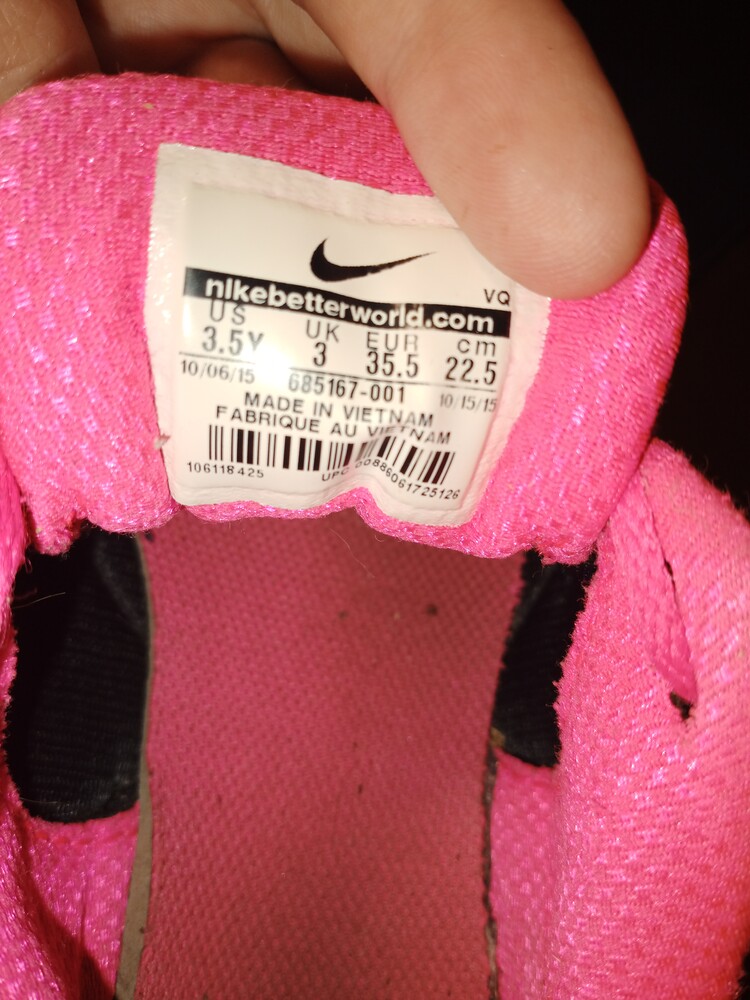 VQ
nikebetterworld.com
US UK EUR cm
3.5Y 3 35.5 22.5
10/06/15 685167-001 10/15/15
MADE IN VIETNAM
FABRIQUE AU VIETNAM
106118425 UPC 00886061725126